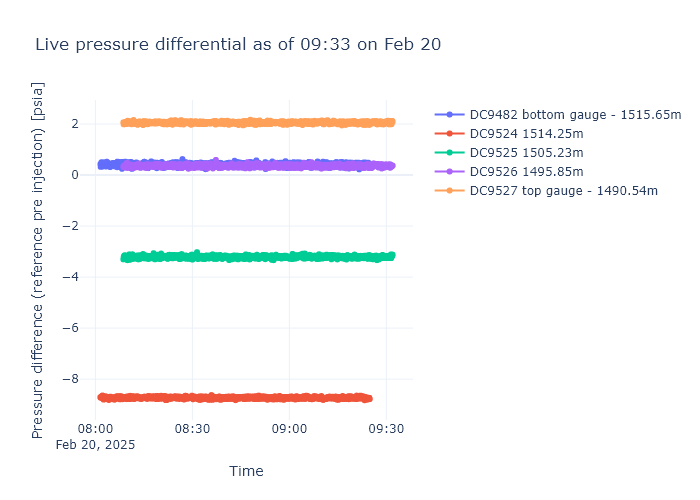 Live pressure differential as of 09:33 on Feb 20
Pressure difference (reference pre injection) [psia]
2
0
−2
−4
−6
−8
08:00
Feb 20, 2025
08:30
09:00
09:30
Time
DC9482 bottom gauge - 1515.65m
DC9524 1514.25m
DC9525 1505.23m
DC9526 1495.85m
DC9527 top gauge - 1490.54m